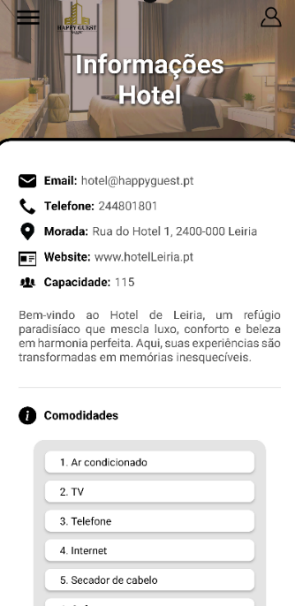 HAPPY GUEST
Informações
Hotel
Email: hotel@happyguest.pt
Telefone: 244801801
Morada: Rua do Hotel 1, 2400-000 Leiria
Website: www.hotelLeiria.pt
Capacidade: 115
Bem-vindo ao Hotel de Leiria, um refúgio
paradisíaco que mescla luxo, conforto e beleza
em harmonia perfeita. Aqui, suas experiências são
transformadas em memórias inesquecíveis.
Comodidades
1. Ar condicionado
2. TV
3. Telefone
4. Internet
5. Secador de cabelo